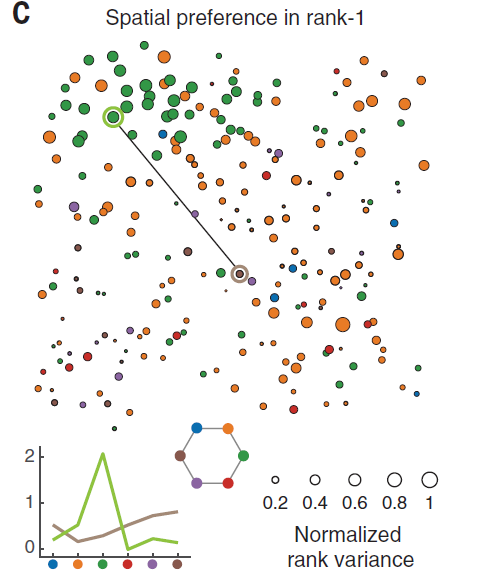 C
Spatial preference in rank-1
2
1
0
0.2 0.4 0.6 0.8 1
Normalized
rank variance